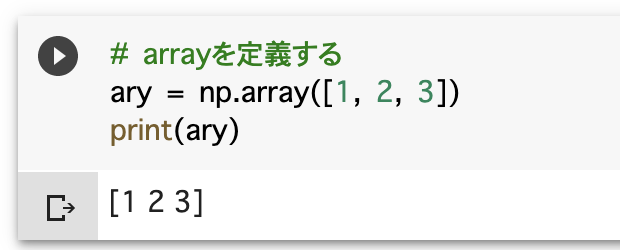 # arrayを定義する
ary = np.array([1, 2, 3])
print(ary)
[1 2 3]